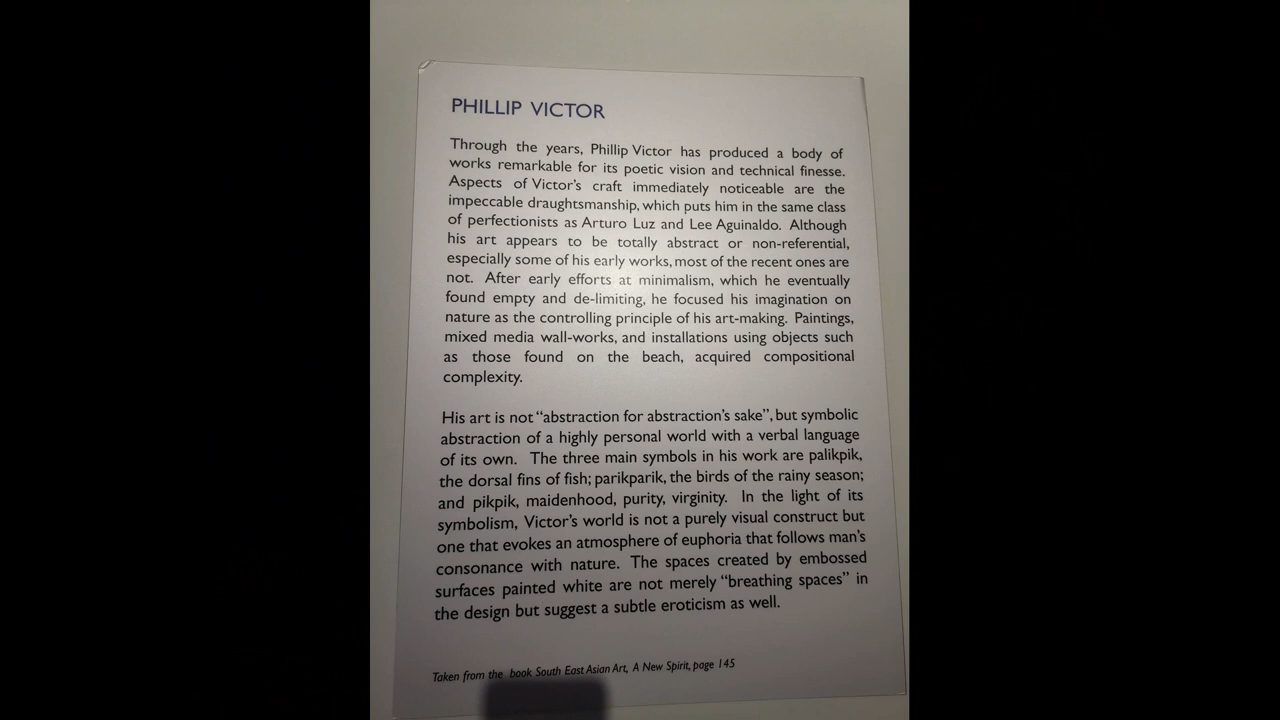 PHILLIP VICTOR
Through the years, Phillip Victor has produced a body of
works remarkable for its poetic vision and technical finesse.
Aspects of Victor's craft immediately noticeable are the
impeccable draughtsmanship, which puts him in the same class
of perfectionists as Arturo Luz and Lee Aguinaldo. Although
his art appears to be totally abstract or non-referential,
especially some of his early works, most of the recent ones are
not. After early efforts at minimalism, which he eventually
found empty and de-limiting, he focused his imagination on
nature as the controlling principle of his art-making. Paintings,
mixed media wall-works, and installations using objects such
as those found on the beach, acquired compositional
complexity.
His art is not "abstraction for abstraction's sake", but symbolic
abstraction of a highly personal world with a verbal language
of its own. The three main symbols in his work are palikpik,
the dorsal fins of fish; parikparik, the birds of the rainy season;
and pikpik, maidenhood, purity, virginity. In the light of its
symbolism, Victor's world is not a purely visual construct but
one that evokes an atmosphere of euphoria that follows man's
consonance with nature. The spaces created by embossed
surfaces painted white are not merely "breathing spaces" in
the design but suggest a subtle eroticism as well.
Taken from the book South East Asian Art, A New Spirit, page 145